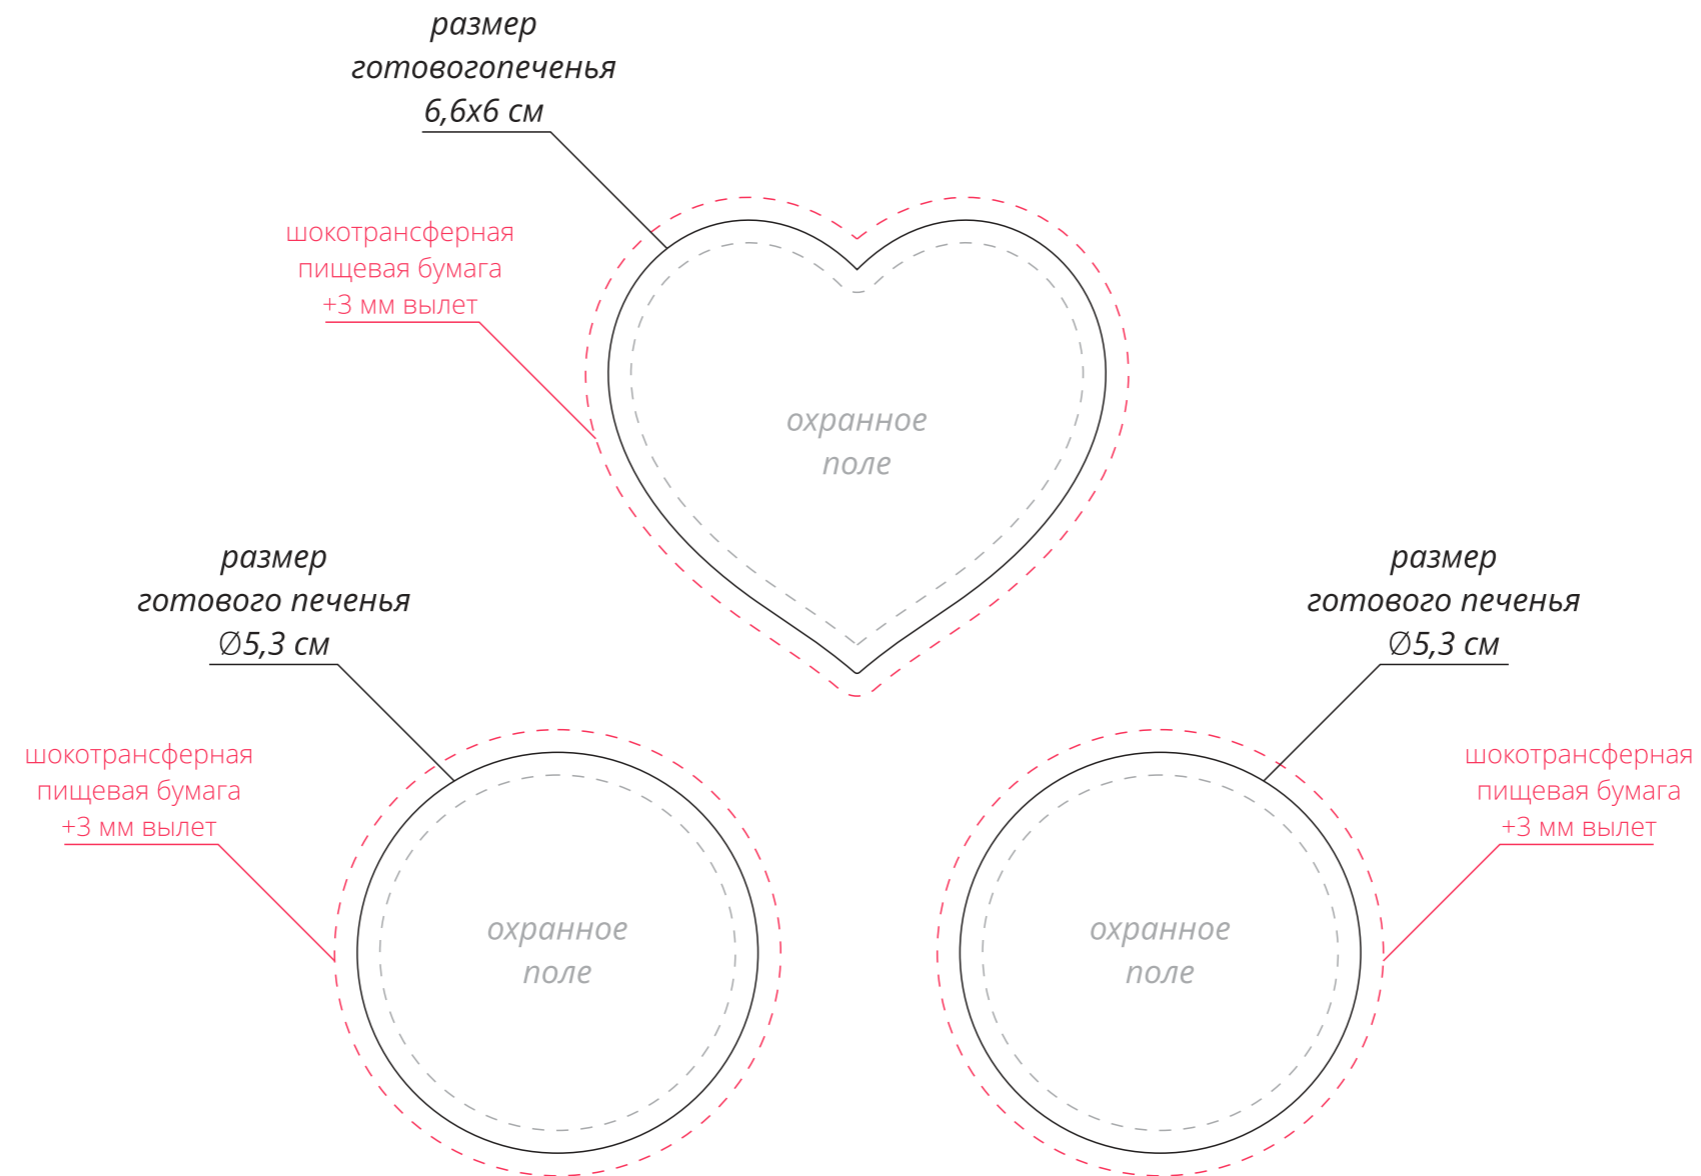 размер
готовогопеченья
6,6х6 см
шокотрансферная
пищевая бумага
+3 мм вылет
охранное
поле
размер
готового печенья
Ø5,3 см
шокотрансферная
пищевая бумага
+3 мм вылет
охранное
поле
размер
готового печенья
Ø5,3 см
шокотрансферная
пищевая бумага
+3 мм вылет
охранное
поле